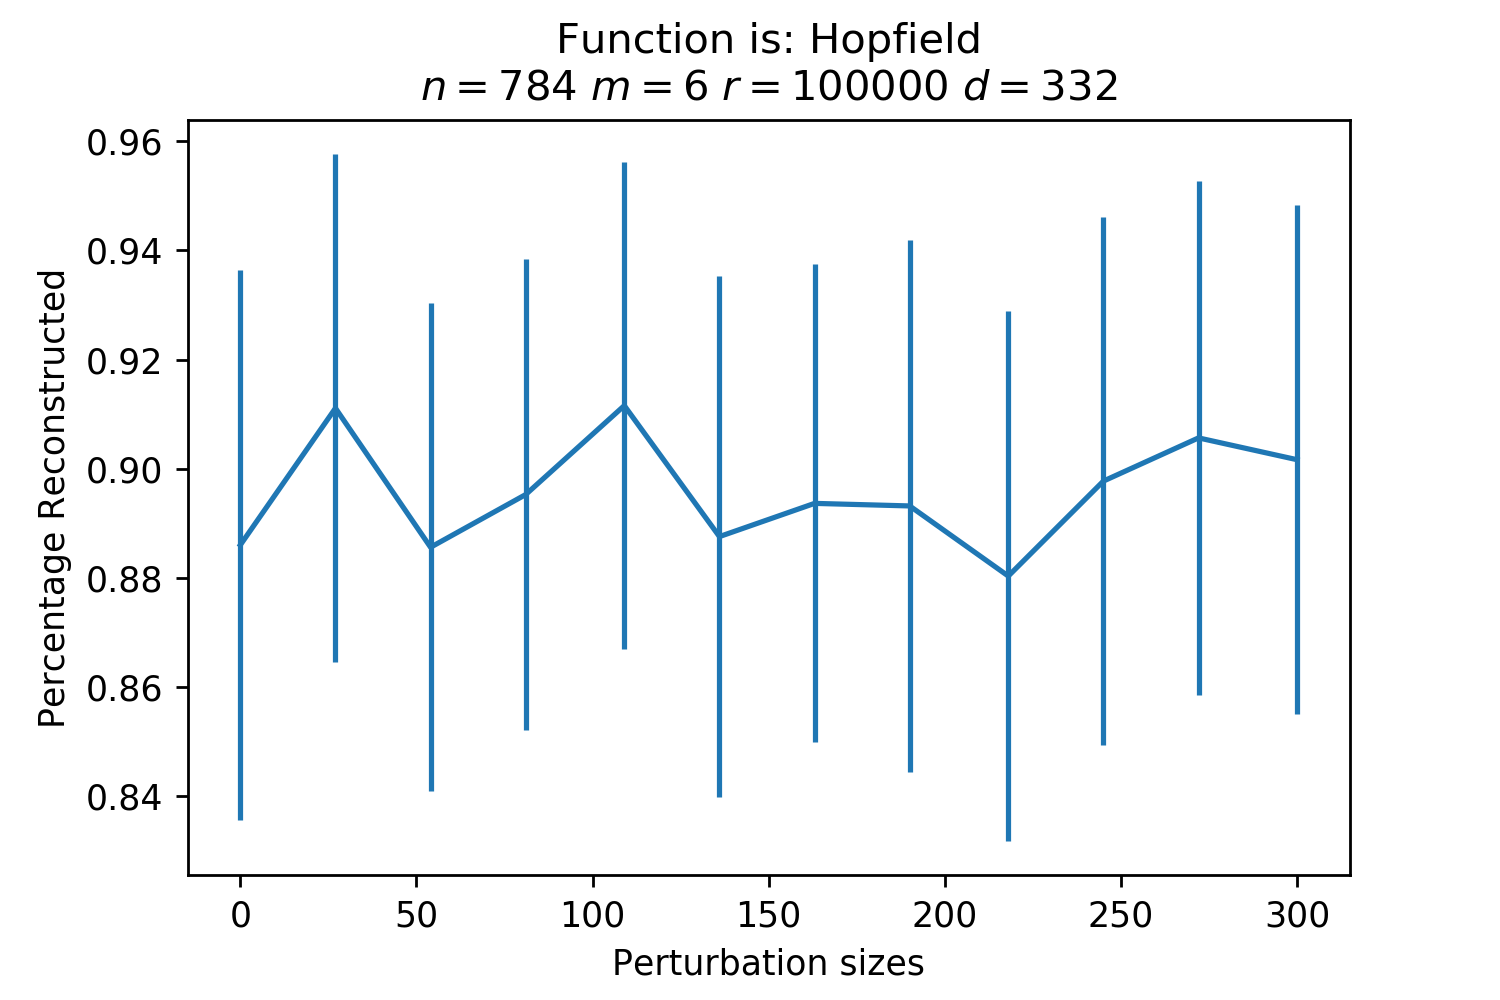 Function is: Hopfield
n = 784 m = 6 r = 100000 d = 332
0.96
0.94
0.92
0.90
0.88
0.86
0.84
Percentage Reconstructed
0 50 100 150 200 250 300
Perturbation sizes